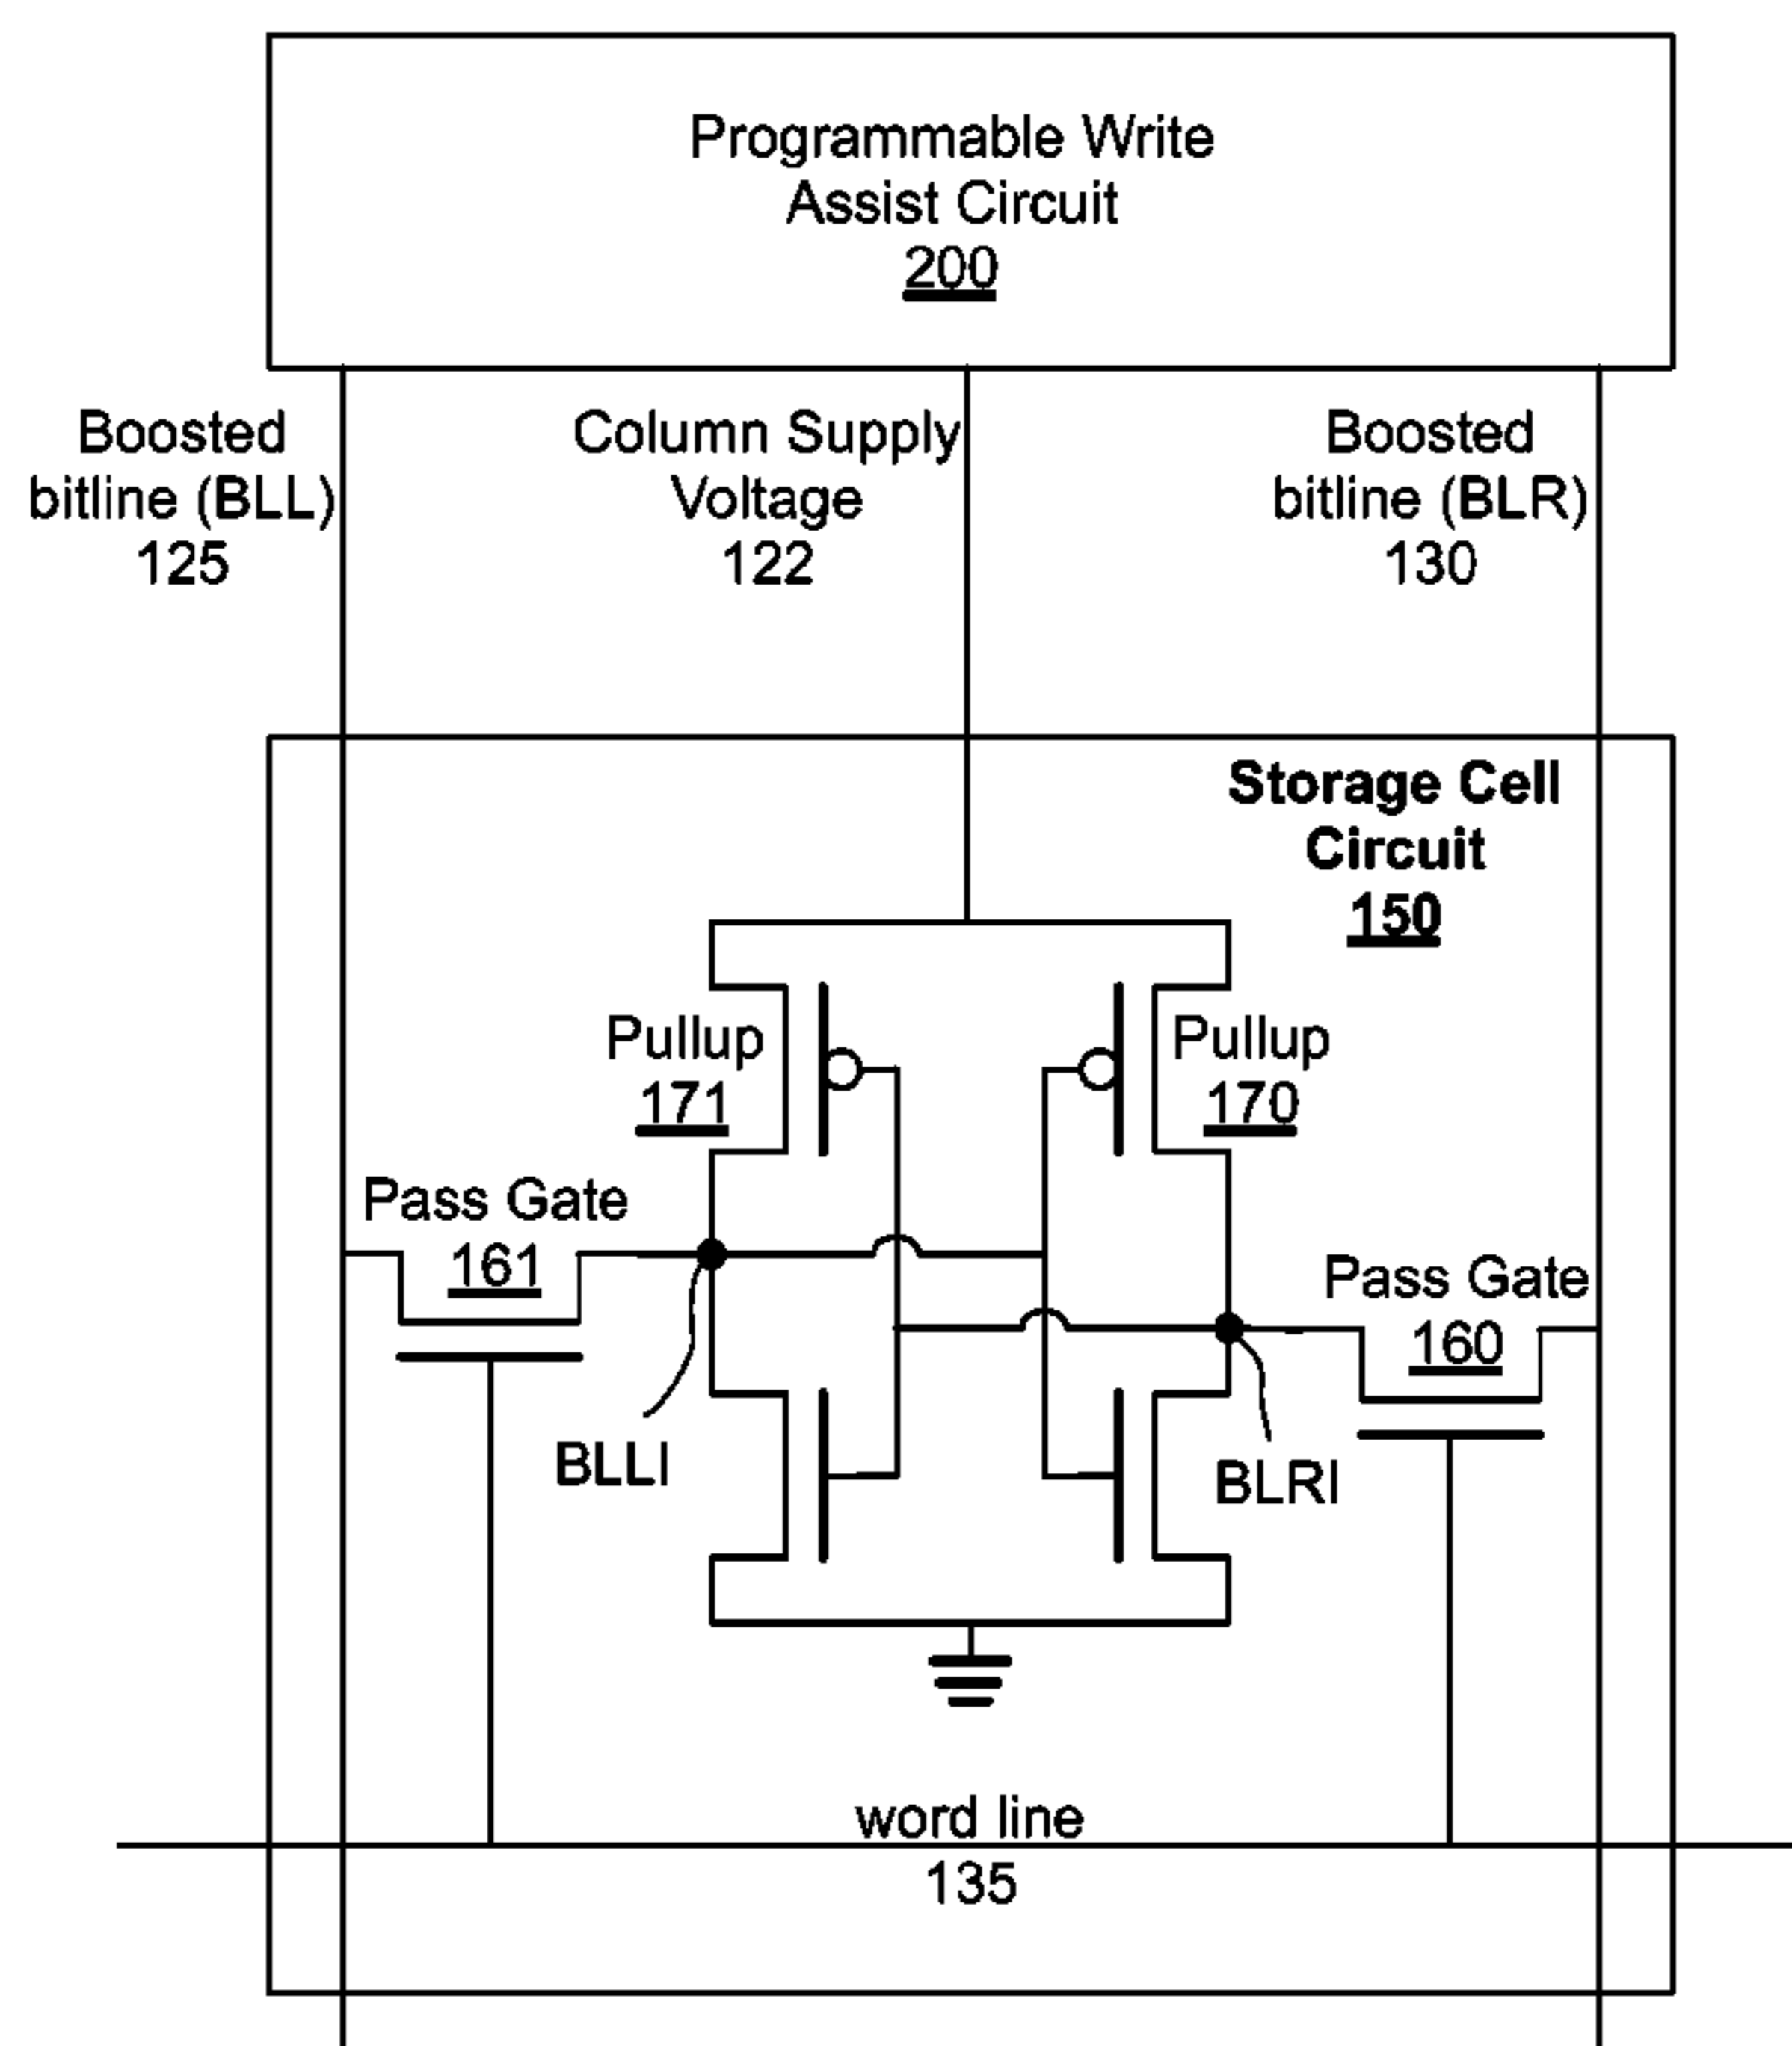 Programmable Write
Assist Circuit
200
Boosted
bitline (BLL)
125
Column Supply
Voltage
122
Boosted
bitline (BLR)
130
Storage Cell
Circuit
150
Pullup
171
Pullup
170
Pass Gate
161
Pass Gate
160
BLLI
BLRI
word line
135